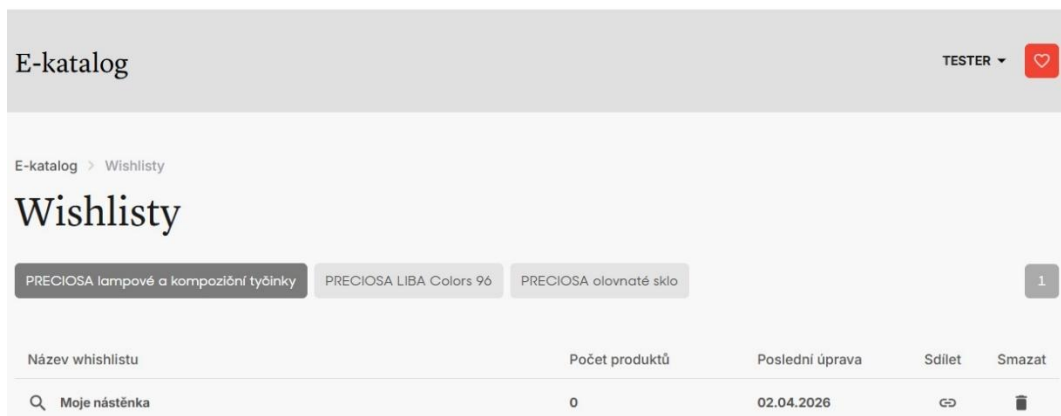 E-katalog
TESTER
E-katalog > Wishlisty
Wishlisty
PRECIOSA lampové a kompoziční tyčinky PRECIOSA LIBA Colors 96 PRECIOSA olovnaté sklo 1
Název whishlistu Počet produktů Poslední úprava Sdílet Smazat
Moje nástěnka 0 02.04.2026